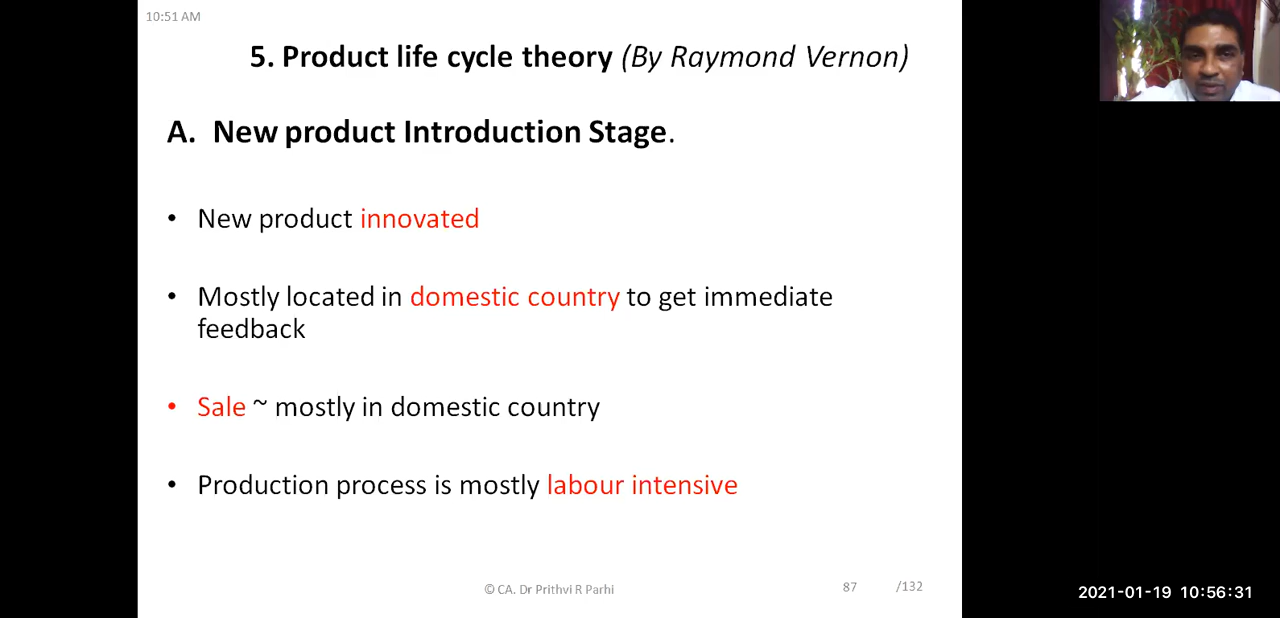 10:51 AM
5. Product life cycle theory (By Raymond Vernon)
A. New product Introduction Stage.
• New product innovated
• Mostly located in domestic country to get immediate
feedback
• Sale ~ mostly in domestic country
• Production process is mostly labour intensive
© CA. Dr Prithvi R Parhi
87 /132
2021-01-19 10:56:31